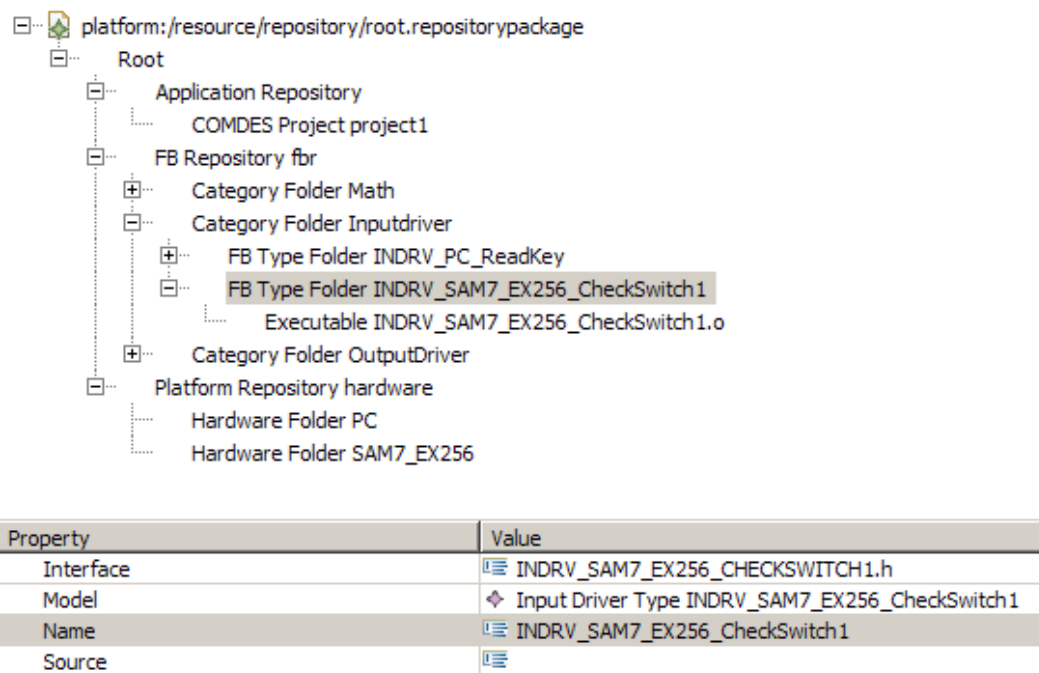 platform:/resource/repository/root.repositorypackage
Root
Application Repository
COMDES Project project1
FB Repository fbr
Category Folder Math
Category Folder Inputdriver
FB Type Folder INDRV_PC_ReadKey
FB Type Folder INDRV_SAM7_EX256_CheckSwitch1
Executable INDRV_SAM7_EX256_CheckSwitch1.o
Category Folder OutputDriver
Platform Repository hardware
Hardware Folder PC
Hardware Folder SAM7_EX256
Property Value
Interface INDRV_SAM7_EX256_CHECKSWITCH1.h
Model Input Driver Type INDRV_SAM7_EX256_CheckSwitch1
Name INDRV_SAM7_EX256_CheckSwitch1
Source